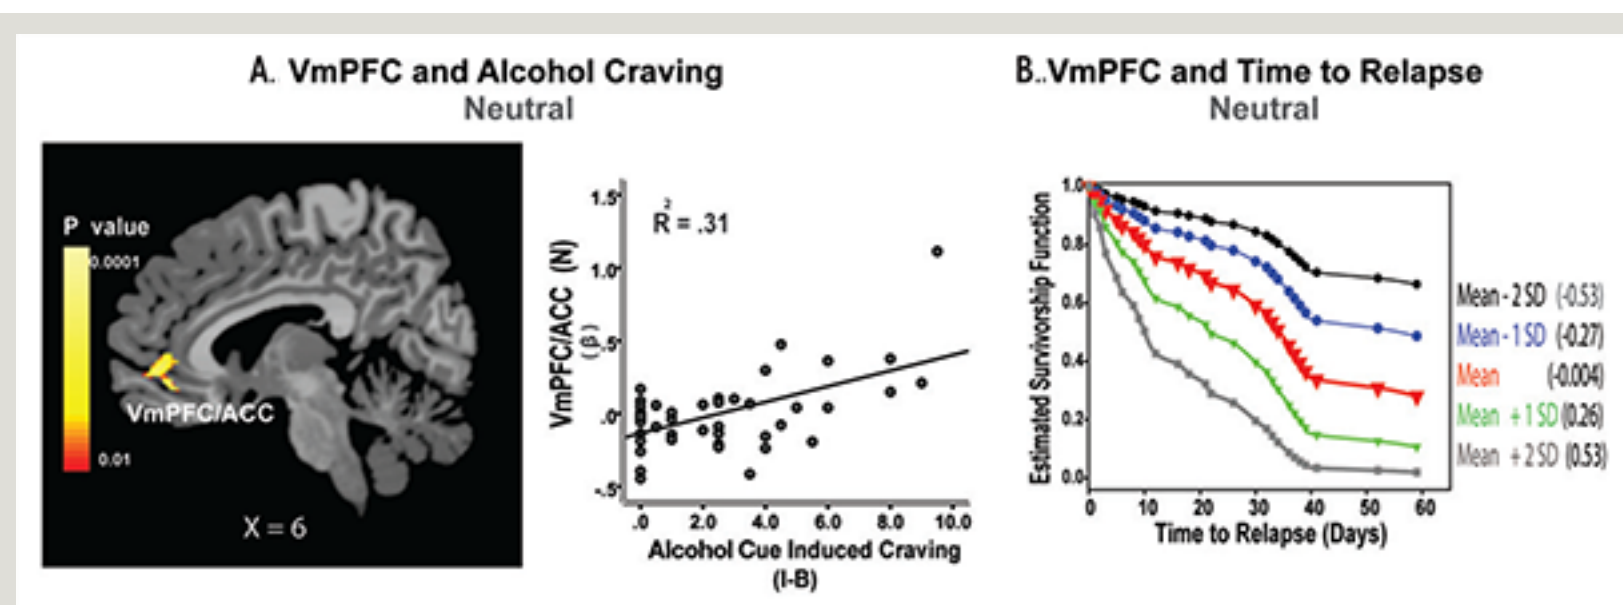 A. VmPFC and Alcohol Craving
Neutral
P value
0.0001
0.01
VmPFC/ACC
X = 6
R² = .31
VmPFC/ACC (N)
(β)
1.5
1.0
.5
.0
-.5
.0 2.0 4.0 6.0 8.0 10.0
Alcohol Cue Induced Craving
(I-B)
B..VmPFC and Time to Relapse
Neutral
Estimated Survivorship Function
1.0
0.8
0.6
0.4
0.2
0.0
0 10 20 30 40 50 60
Time to Relapse (Days)
Mean - 2 SD (-0.53)
Mean - 1 SD (-0.27)
Mean (-0.004)
Mean + 1 SD (0.26)
Mean + 2 SD (0.53)